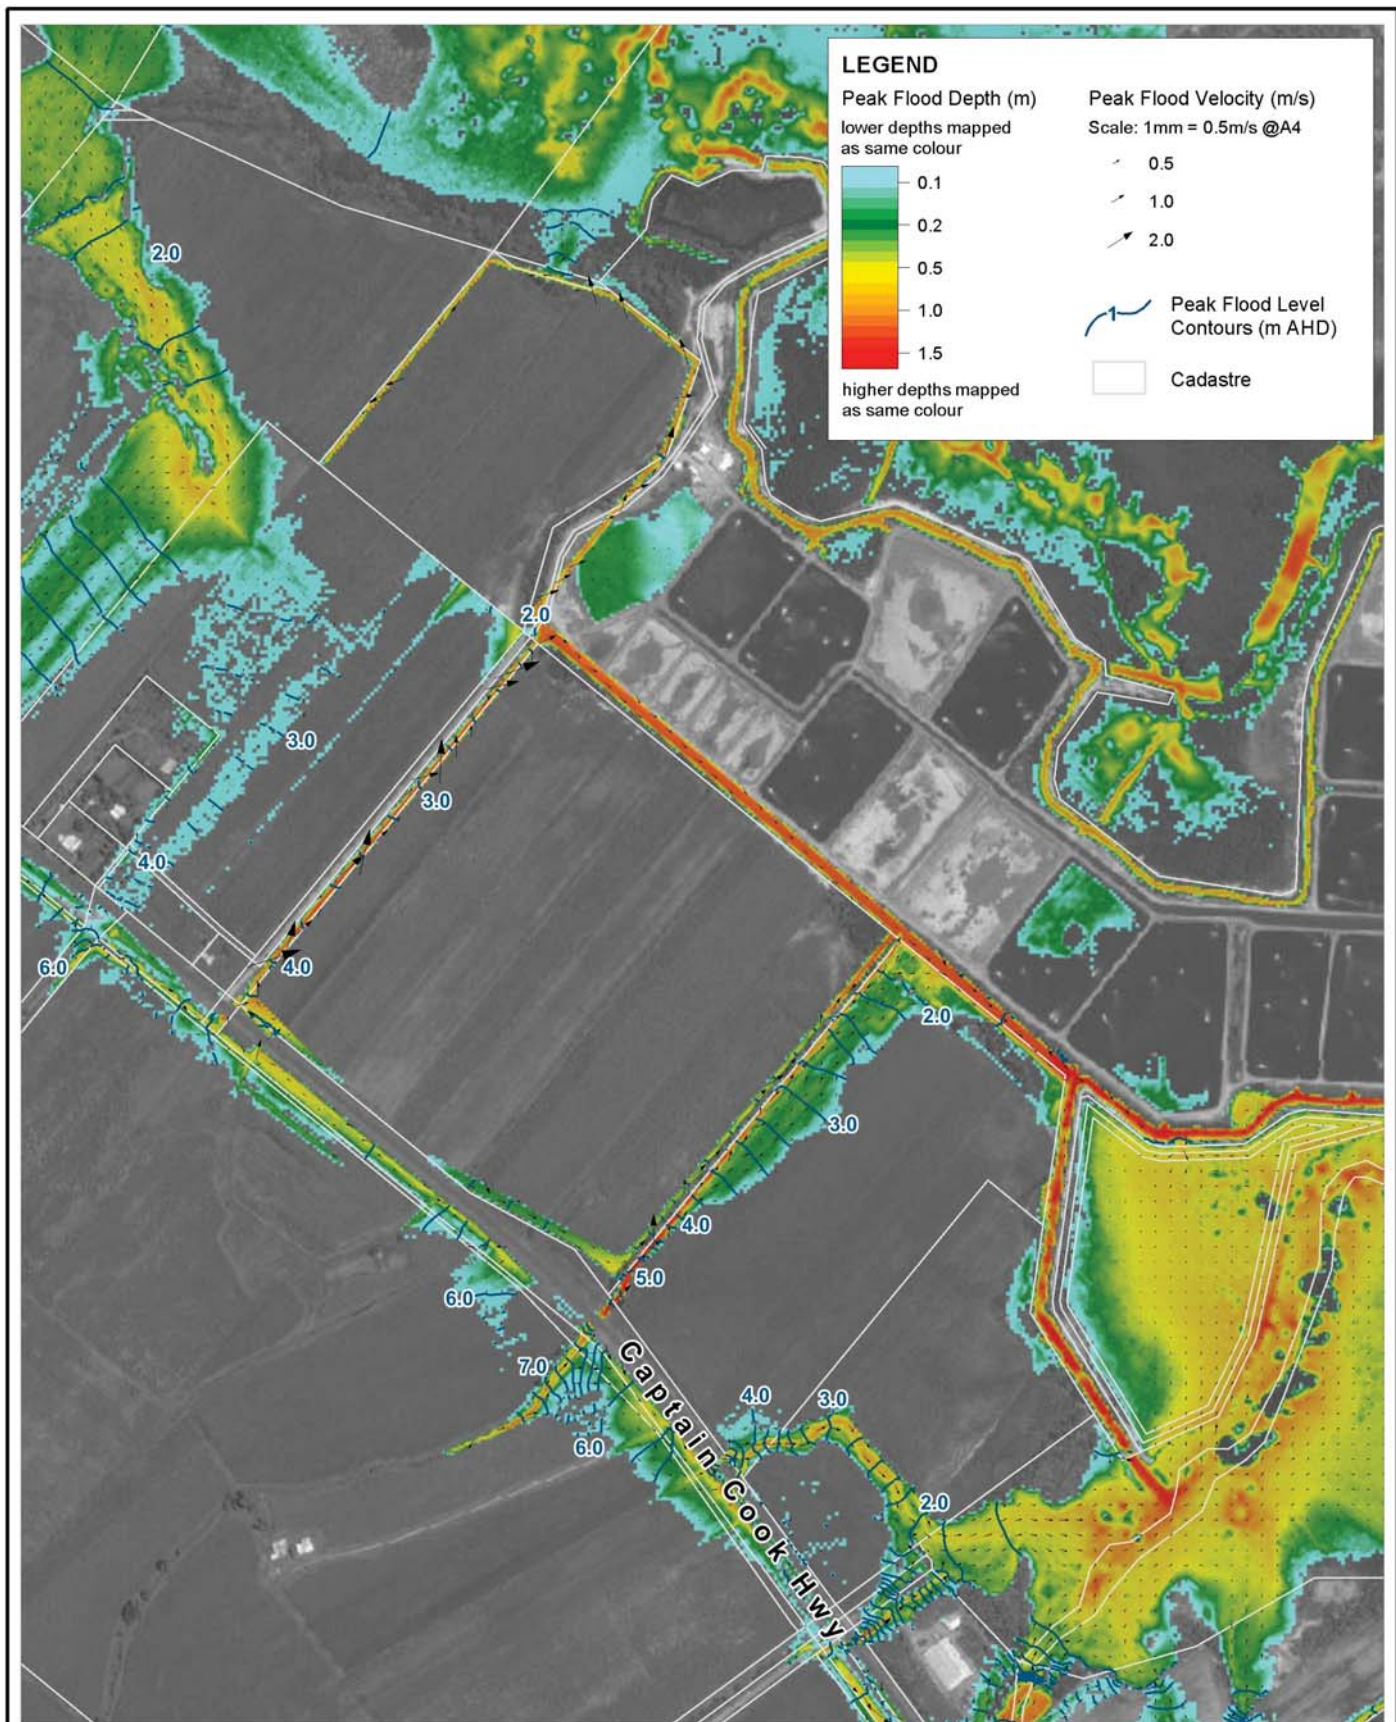 LEGEND
Peak Flood Depth (m)
lower depths mapped
as same colour
0.1
0.2
0.5
1.0
1.5
higher depths mapped
as same colour
Peak Flood Velocity (m/s)
Scale: 1mm = 0.5m/s @A4
0.5
1.0
2.0
1
Peak Flood Level
Contours (m AHD)
Cadastre
2.0
2.0
3.0
3.0
4.0
6.0
4.0
2.0
3.0
4.0
5.0
6.0
7.0
6.0
4.0
3.0
2.0
Captain Cook Hwy